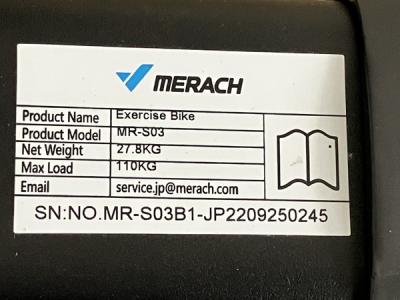 MERACH
Product Name Exercise Bike
Product Model MR-S03
Net Weight 27.8KG
Max Load 110KG
Email service.jp@merach.com
SN:NO.MR-S03B1-JP2209250245